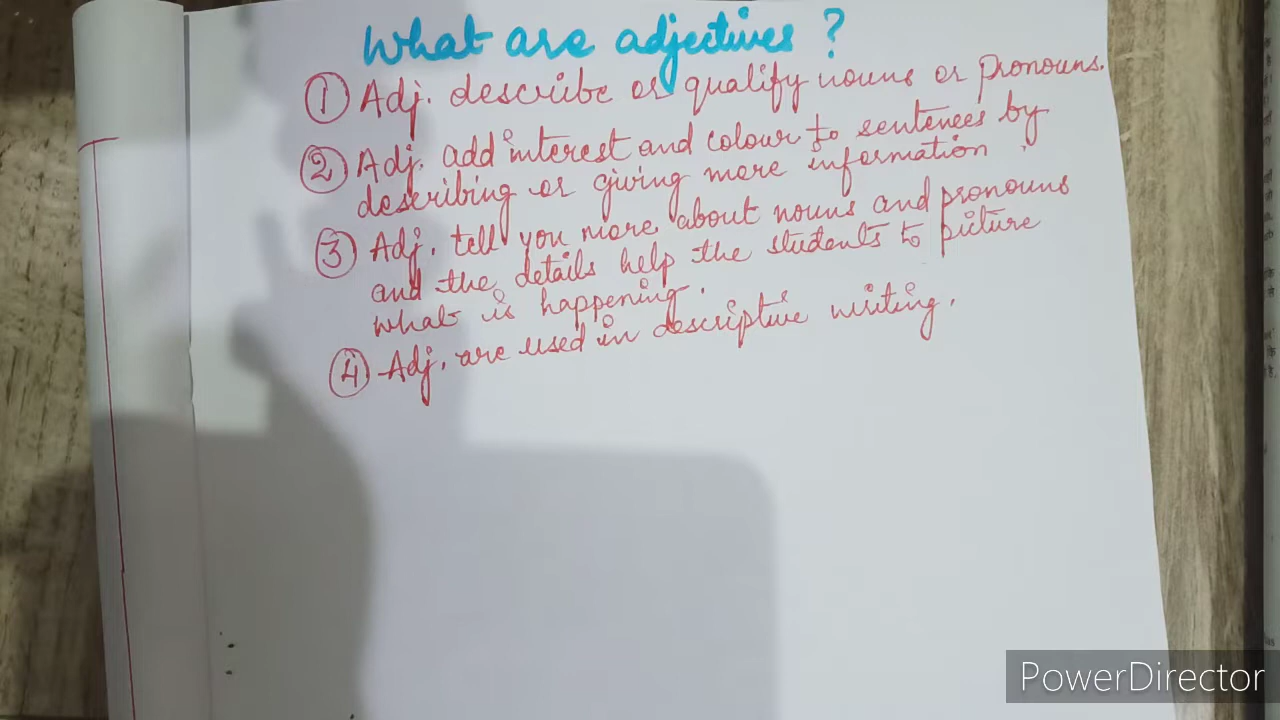 What are adjectives ?
① Adj. describe or qualify nouns or pronouns.
② Adj. add interest and colour to sentences by
describing or giving more information.
③ Adj. tell you more about nouns and pronouns
and the details help the students to picture
what is happening.
④ Adj. are used in descriptive writing.
PowerDirector